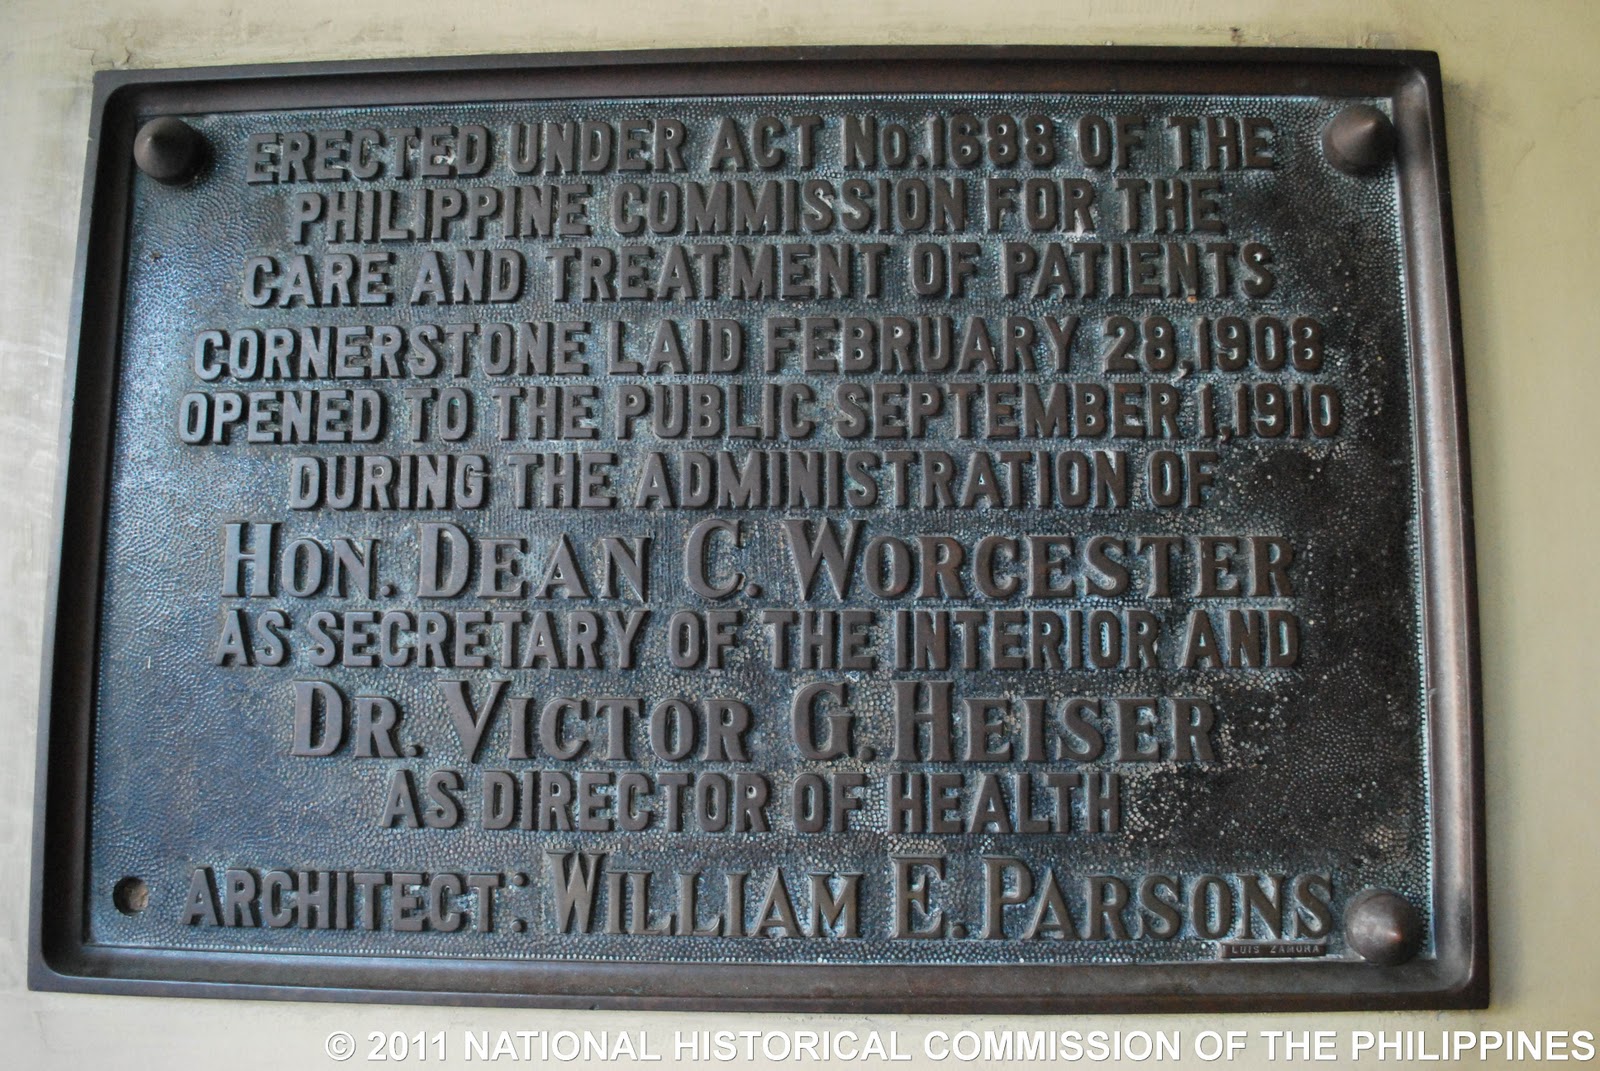 ERECTED UNDER ACT No. 1688 OF THE
PHILIPPINE COMMISSION FOR THE
CARE AND TREATMENT OF PATIENTS
CORNERSTONE LAID FEBRUARY 28, 1908
OPENED TO THE PUBLIC SEPTEMBER 1, 1910
DURING THE ADMINISTRATION OF
HON. DEAN C. WORCESTER
AS SECRETARY OF THE INTERIOR AND
DR. VICTOR G. HEISER
AS DIRECTOR OF HEALTH
ARCHITECT: WILLIAM E. PARSONS
LUIS ZAMORA
© 2011 NATIONAL HISTORICAL COMMISSION OF THE PHILIPPINES